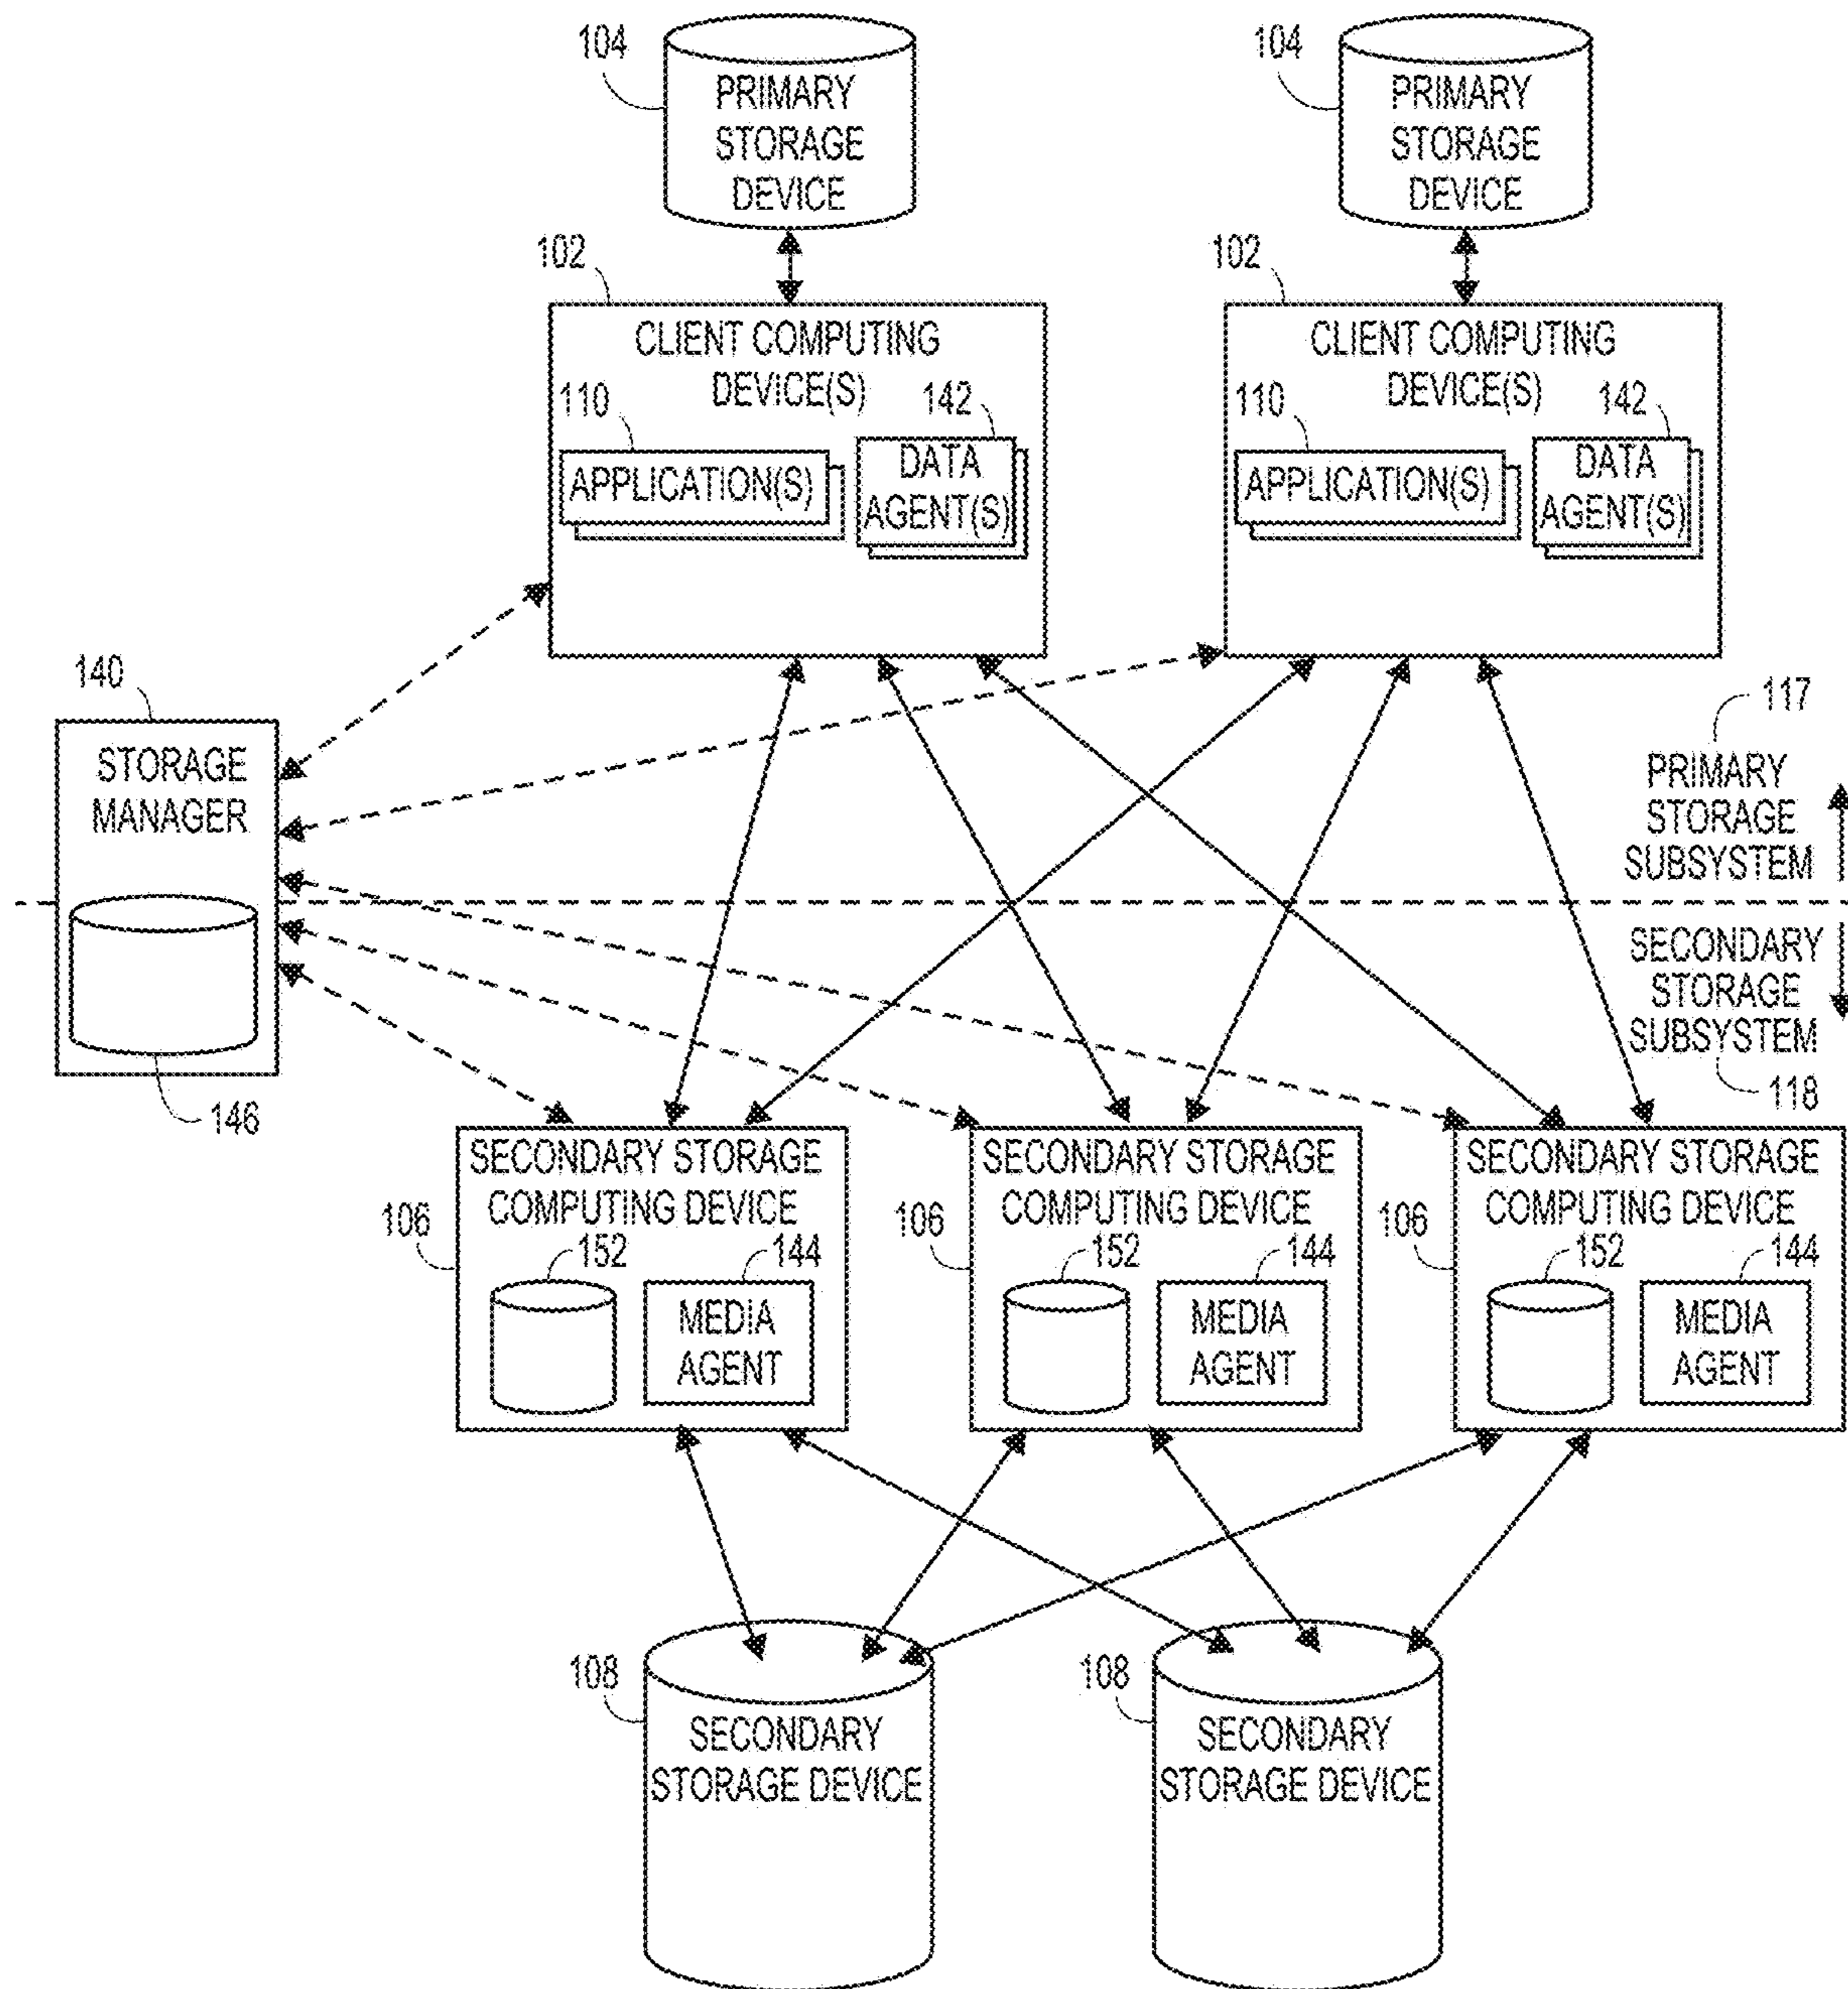 104
PRIMARY
STORAGE
DEVICE
104
PRIMARY
STORAGE
DEVICE
102
CLIENT COMPUTING
DEVICE(S)
110
142
APPLICATION(S)
DATA
AGENT(S)
102
CLIENT COMPUTING
DEVICE(S)
110
142
APPLICATION(S)
DATA
AGENT(S)
140
STORAGE
MANAGER
146
117
PRIMARY
STORAGE
SUBSYSTEM
SECONDARY
STORAGE
SUBSYSTEM
118
SECONDARY STORAGE
COMPUTING DEVICE
106
152
144
MEDIA
AGENT
SECONDARY STORAGE
COMPUTING DEVICE
106
152
144
MEDIA
AGENT
SECONDARY STORAGE
COMPUTING DEVICE
106
152
144
MEDIA
AGENT
108
SECONDARY
STORAGE DEVICE
108
SECONDARY
STORAGE DEVICE